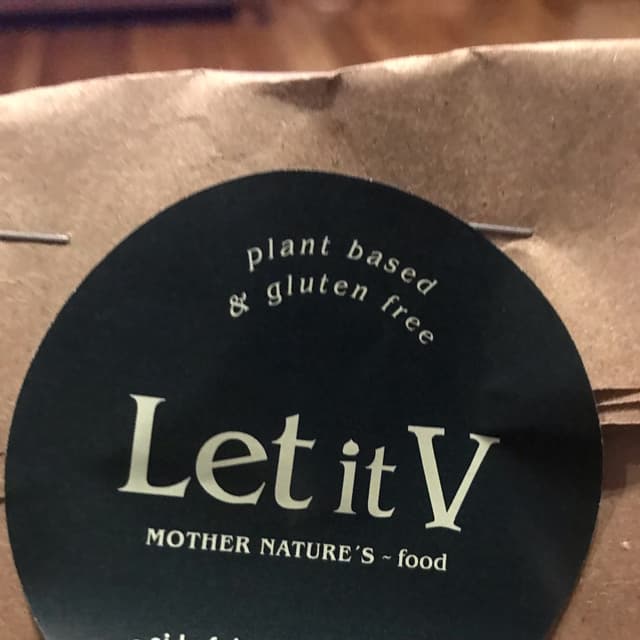 plant based
& gluten free
Let it V
MOTHER NATURE'S ~ food